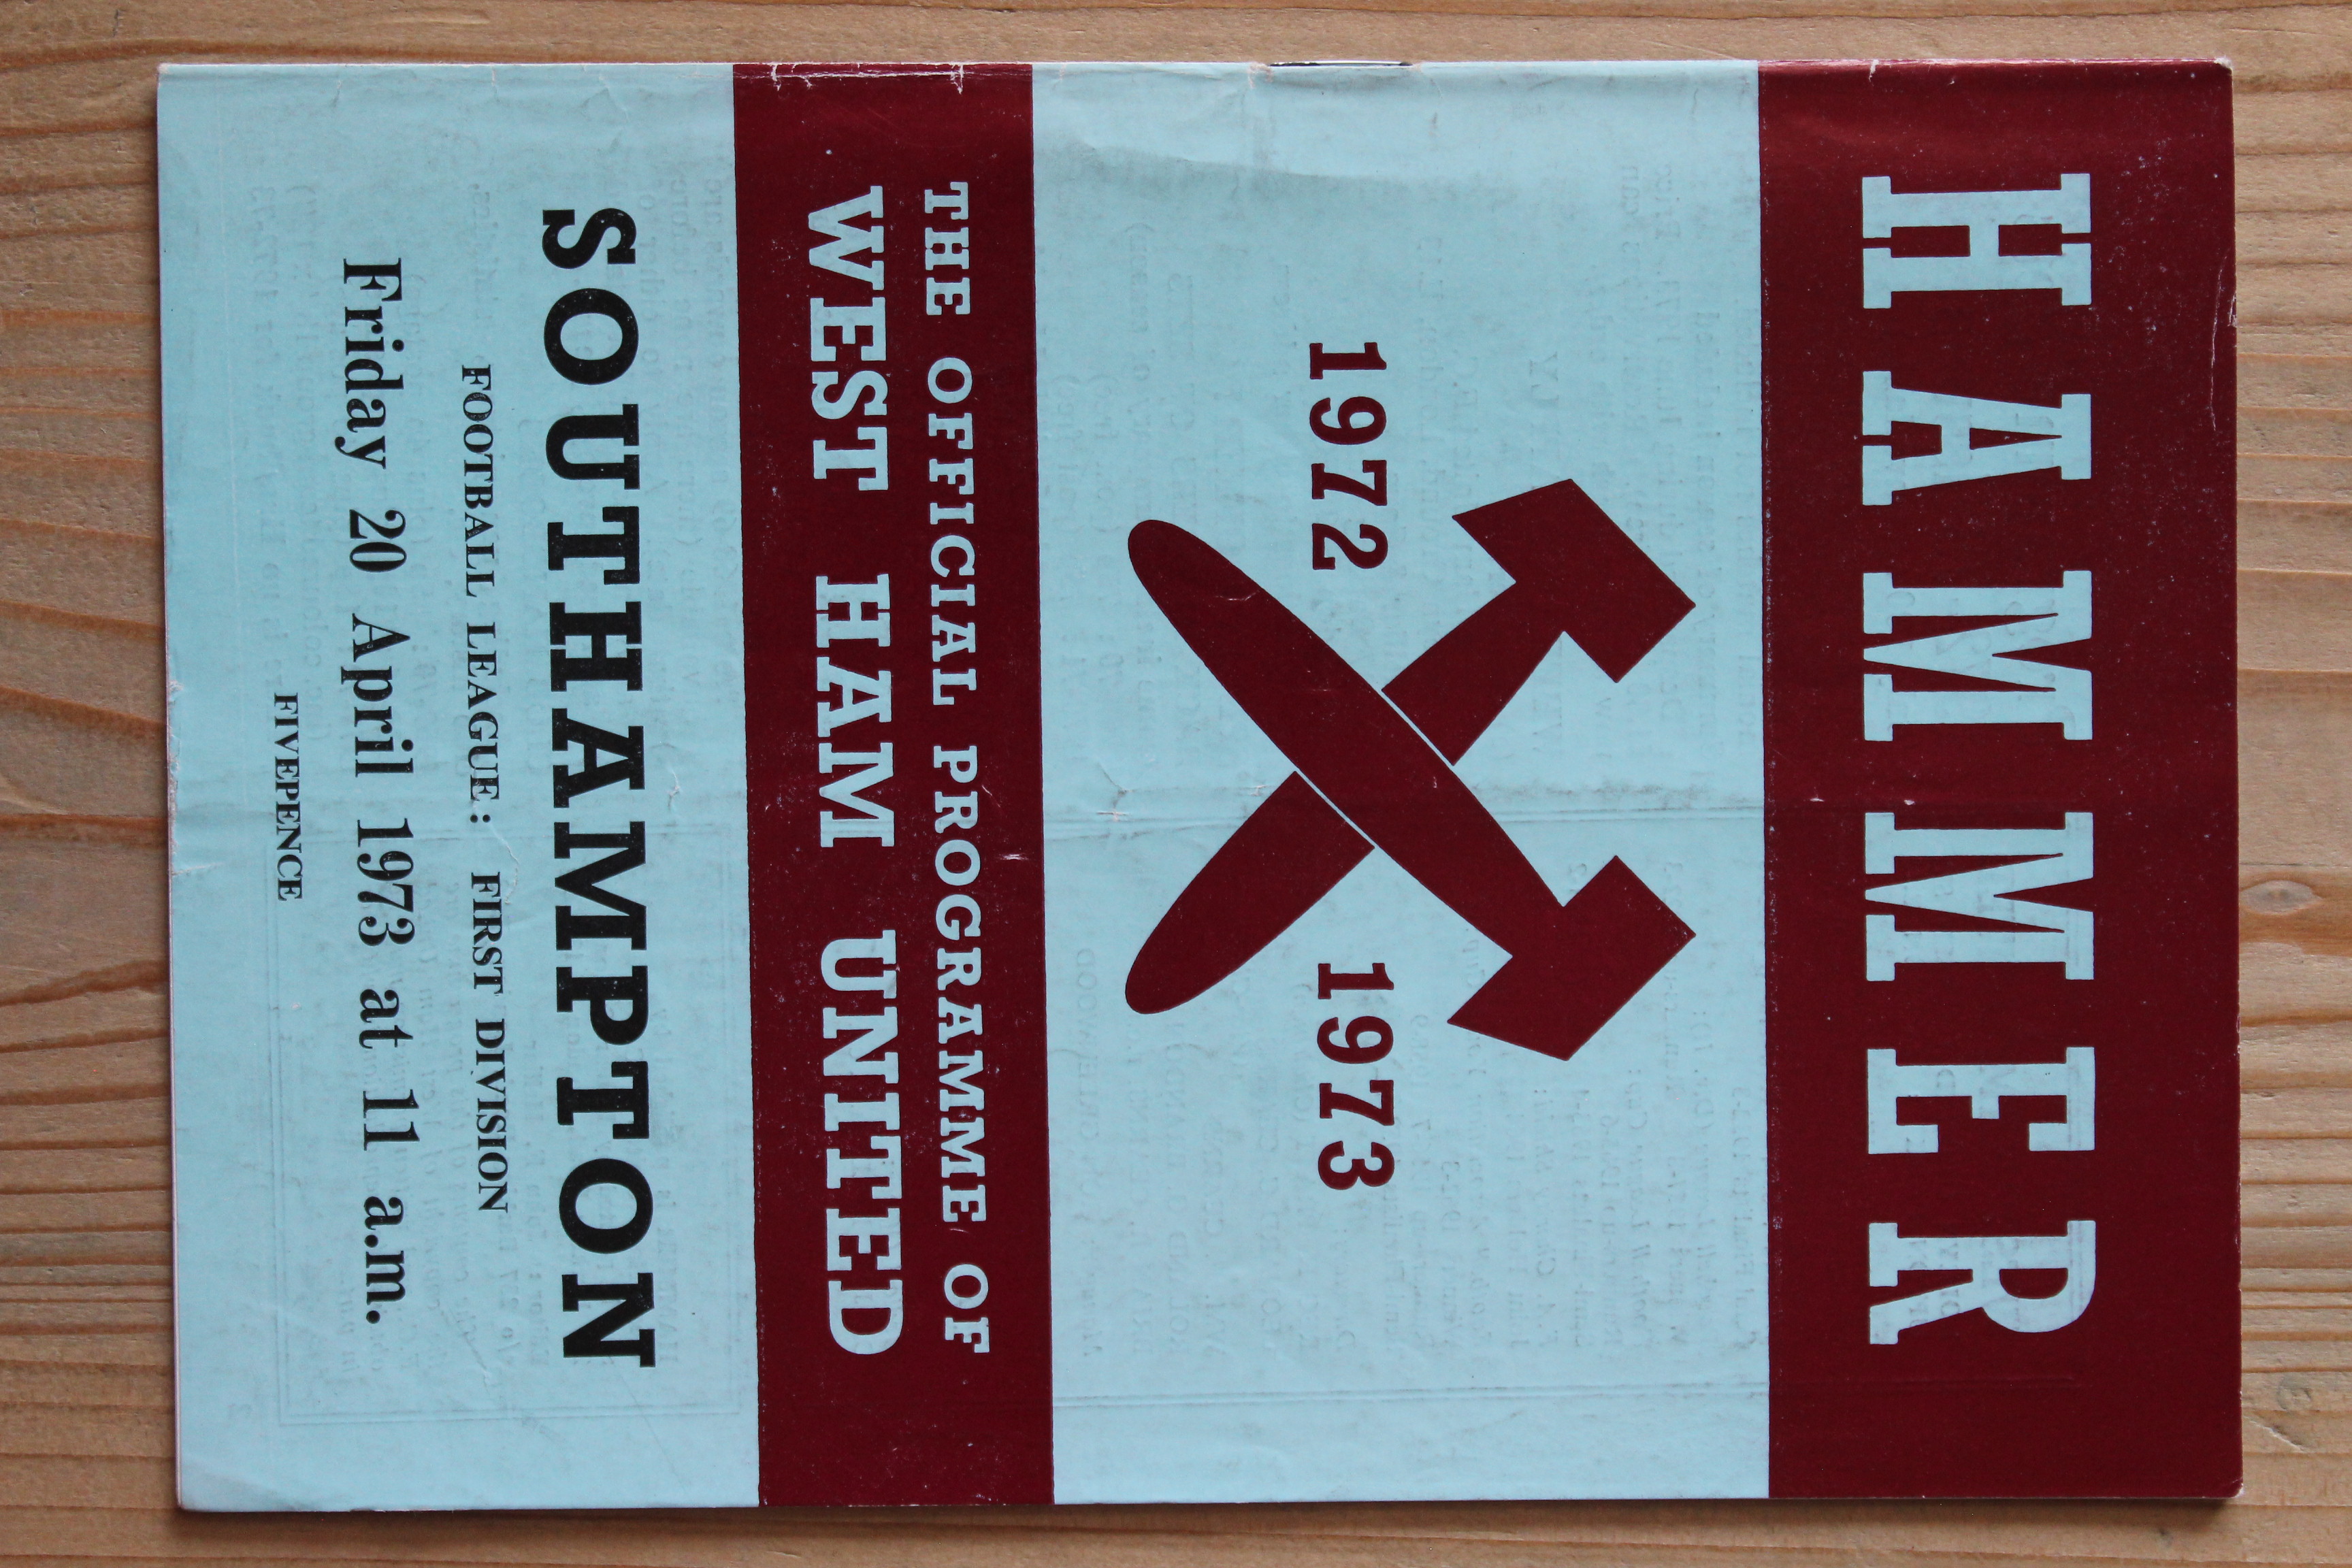 HAMMER
1972 1973
THE OFFICIAL PROGRAMME OF
WEST HAM UNITED
SOUTHAMPTON
FOOTBALL LEAGUE : FIRST DIVISION
Friday 20 April 1973 at 11 a.m.
FIVEPENCE